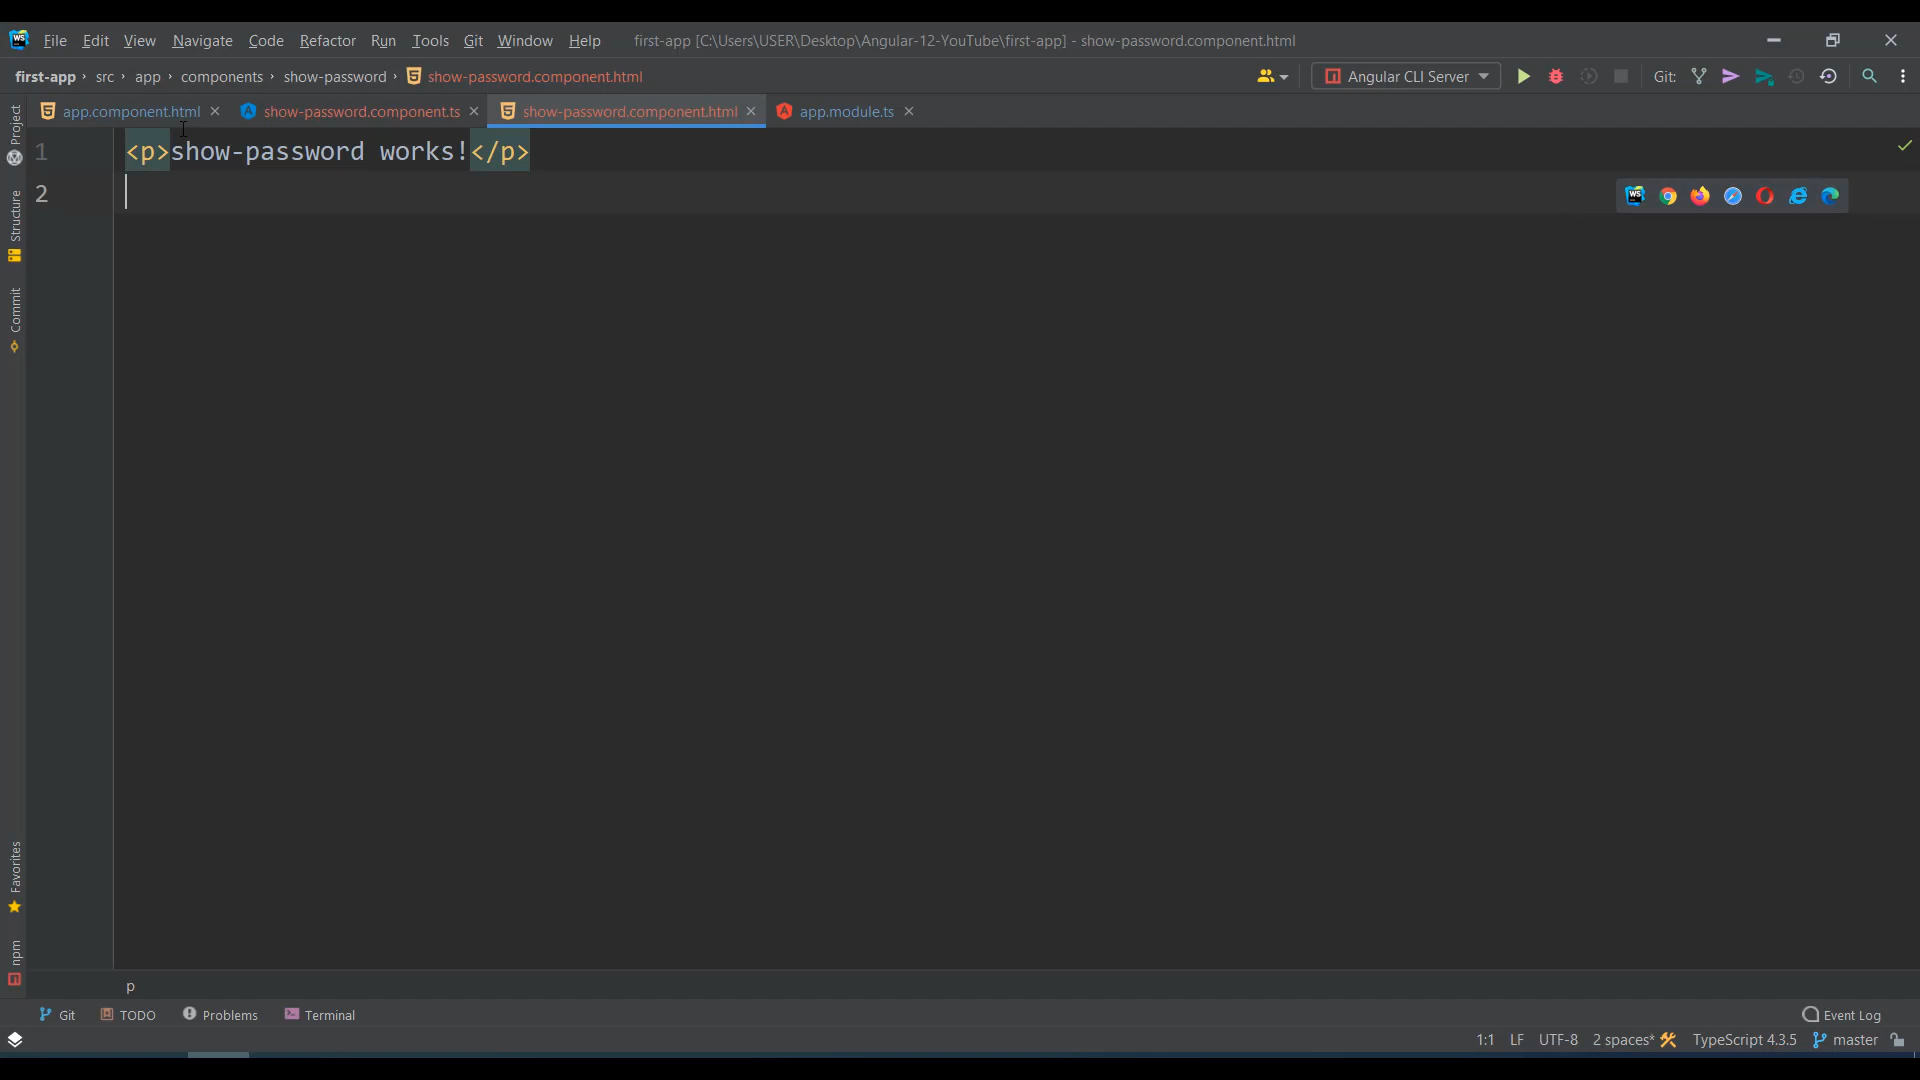 WS File Edit View Navigate Code Refactor Run Tools Git Window Help first-app [C:\Users\USER\Desktop\Angular-12-YouTube\first-app] - show-password.component.html
first-app › src › app › components › show-password › show-password.component.html Angular CLI Server Git:
app.component.html show-password.component.ts show-password.component.html app.module.ts
Project
Structure
Commit
Favorites
npm
1 <p>show-password works!</p>
2
WS
p
Git TODO Problems Terminal Event Log
1:1 LF UTF-8 2 spaces* TypeScript 4.3.5 master